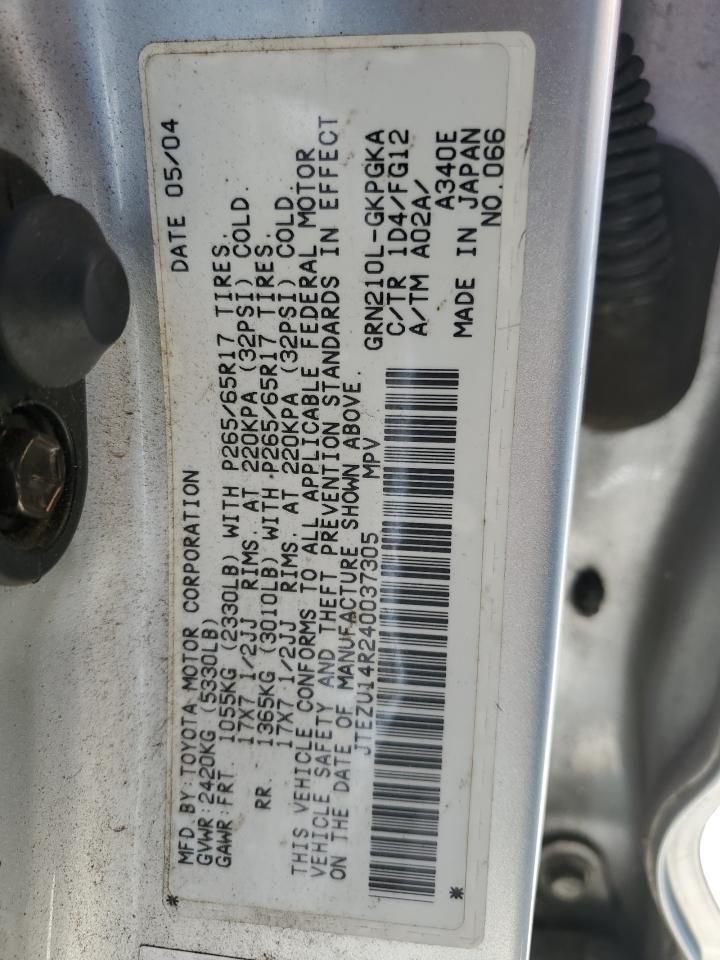 MFD. BY: TOYOTA MOTOR CORPORATION DATE 05/04
GVWR: 2420KG (5330LB)
GAWR: FRT 1055KG (2330LB) WITH P265/65R17 TIRES.
17X7 1/2JJ RIMS. AT 220KPA (32PSI) COLD.
RR. 1365KG (3010LB) WITH P265/65R17 TIRES.
17X7 1/2JJ RIMS. AT 220KPA (32PSI) COLD.
THIS VEHICLE CONFORMS TO ALL APPLICABLE FEDERAL MOTOR
VEHICLE SAFETY AND THEFT PREVENTION STANDARDS IN EFFECT
ON THE DATE OF MANUFACTURE SHOWN ABOVE.
JTEZU14R240037305 MPV
GRN210L-GKPGKA
C/TR 1D4/FG12
A/TM A02A/
A340E
MADE IN JAPAN
NO.066
* *